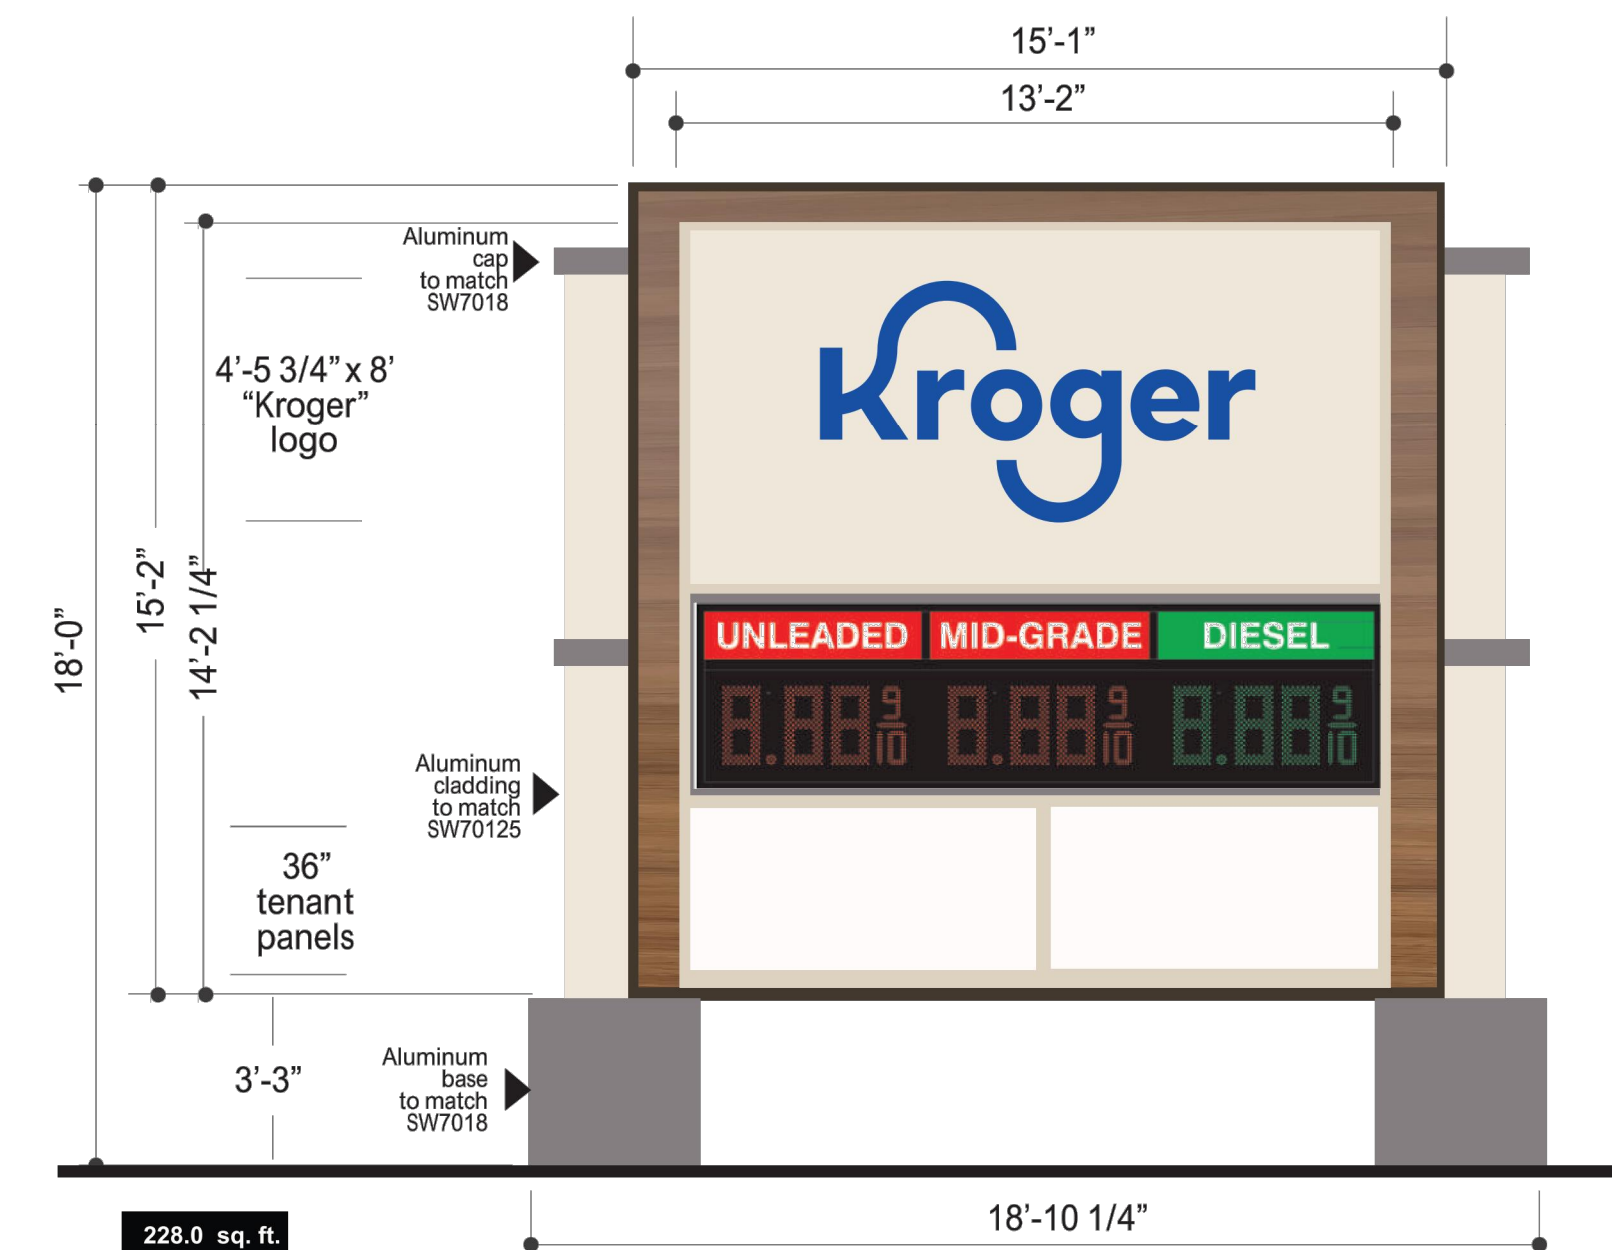 15’-1”
13’-2”
Aluminum
cap
to match
SW7018
4’-5 3/4” x 8’
“Kroger”
logo
Kroger
18’-0”
15’-2”
14’-2 1/4”
UNLEADED MID-GRADE DIESEL
8.88 9/10 8.88 9/10 8.88 9/10
Aluminum
cladding
to match
SW70125
36”
tenant
panels
3’-3”
Aluminum
base
to match
SW7018
18’-10 1/4”
228.0 sq. ft.